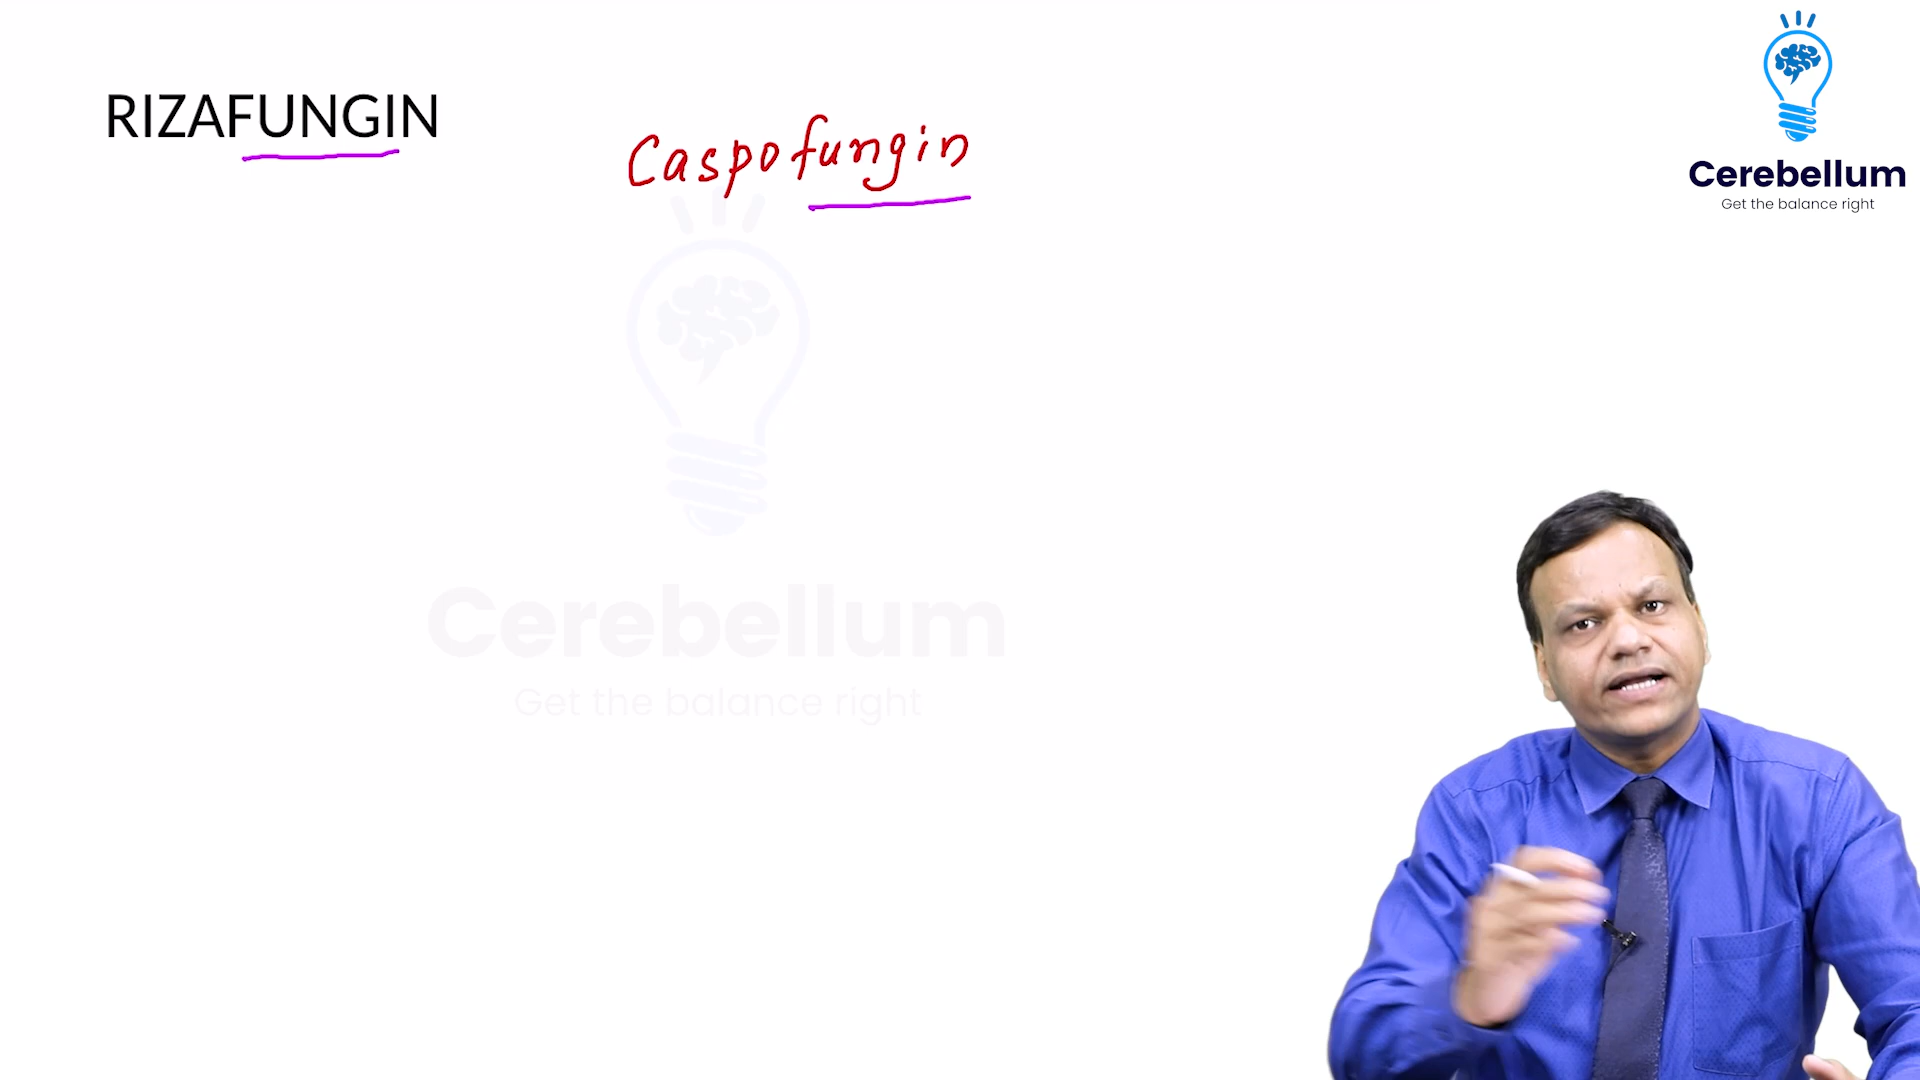 RIZAFUNGIN
Caspofungin
Cerebellum
Get the balance right
Cerebellum
Get the balance right